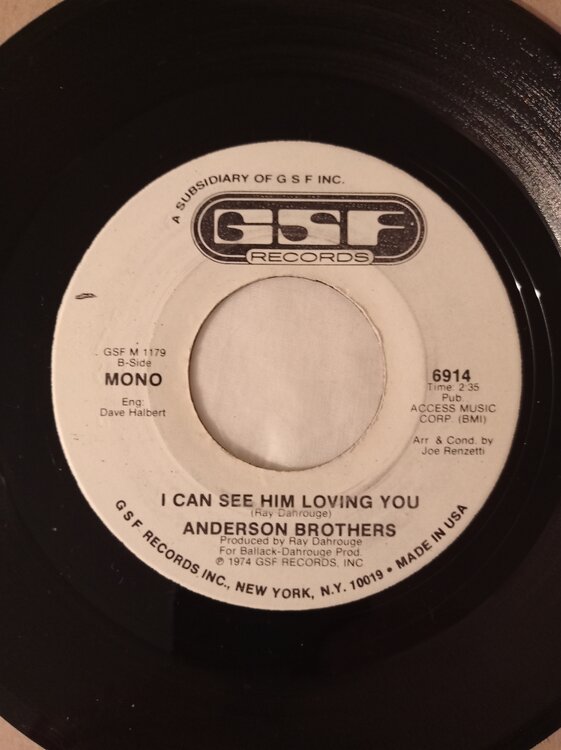 A SUBSIDIARY OF G S F INC.
GSF
RECORDS
GSF M 1179
B-Side
MONO
Eng:
Dave Halbert
6914
Time: 2:35
Pub.
ACCESS MUSIC
CORP. (BMI)
Arr & Cond. by
Joe Renzetti
I CAN SEE HIM LOVING YOU
(Ray Dahrouge)
ANDERSON BROTHERS
Produced by Ray Dahrouge
For Ballack-Dahrouge Prod.
℗ 1974 GSF RECORDS, INC
G S F RECORDS, INC., NEW YORK, N.Y. 10019 • MADE IN USA